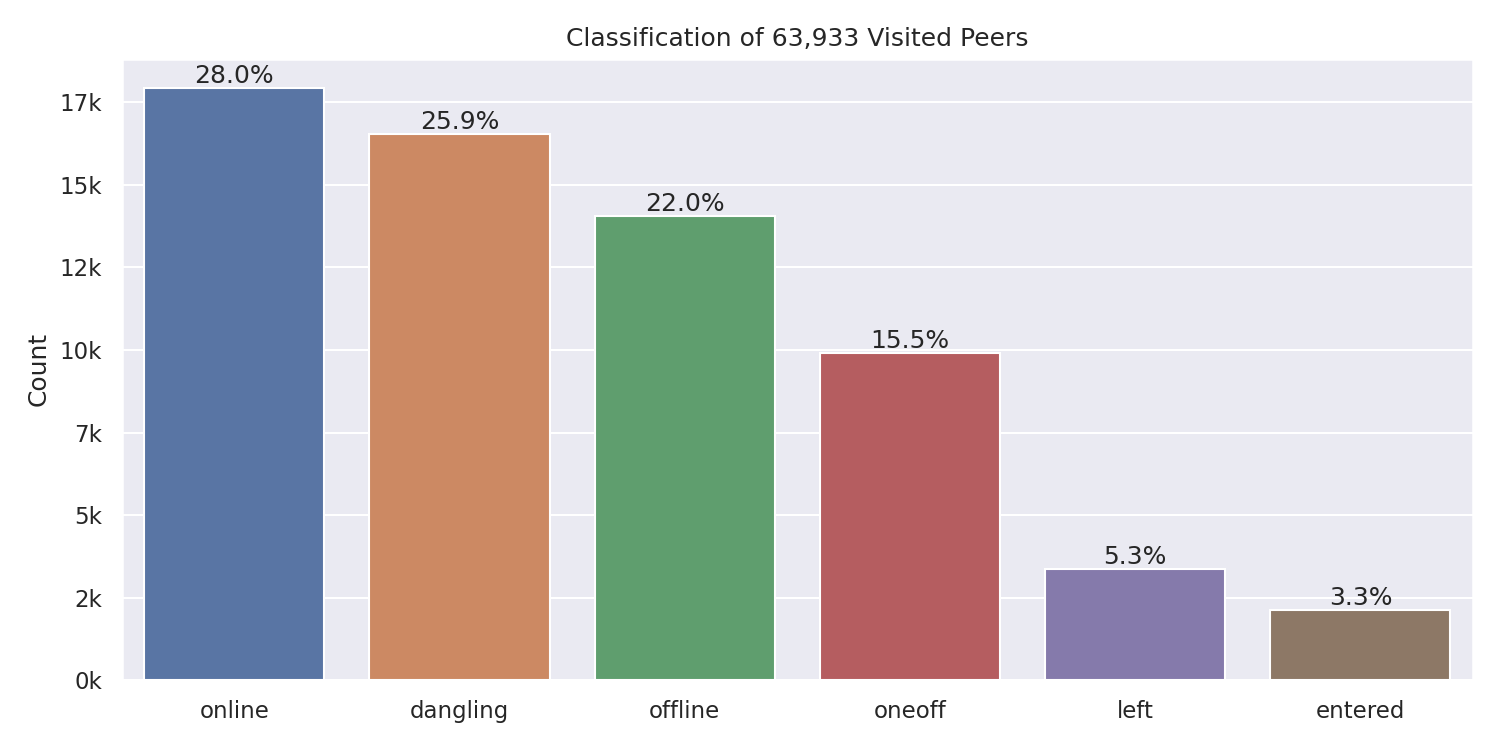 Classification of 63,933 Visited Peers
Count
17k
15k
12k
10k
7k
5k
2k
0k
28.0%
25.9%
22.0%
15.5%
5.3%
3.3%
online
dangling
offline
oneoff
left
entered